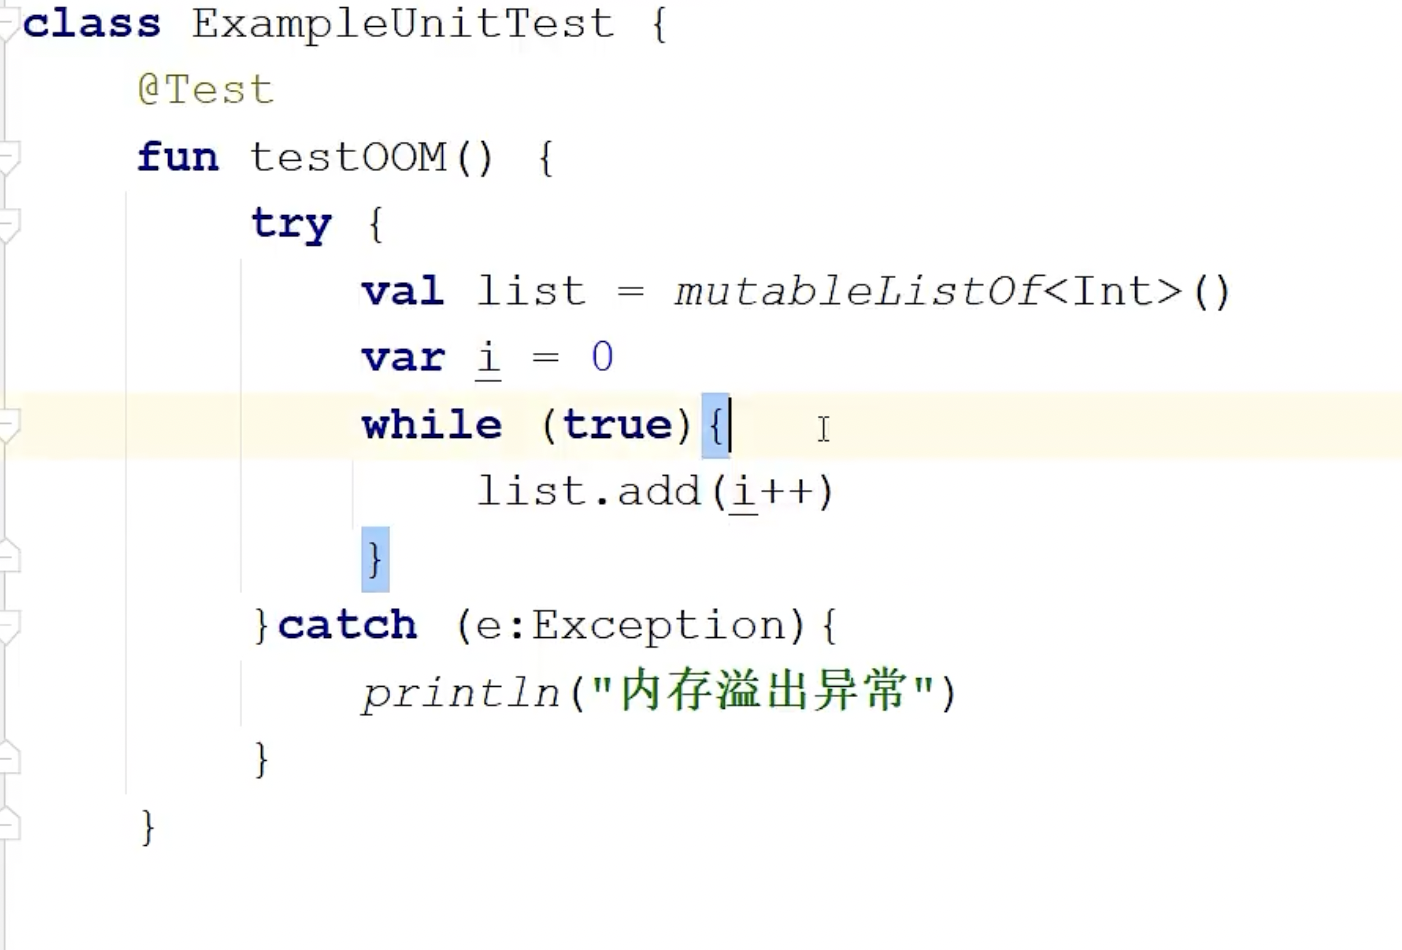 class ExampleUnitTest {
    @Test
    fun testOOM() {
        try {
            val list = mutableListOf<Int>()
            var i = 0
            while (true){
                list.add(i++)
            }
        }catch (e:Exception){
            println("内存溢出异常")
        }
    }